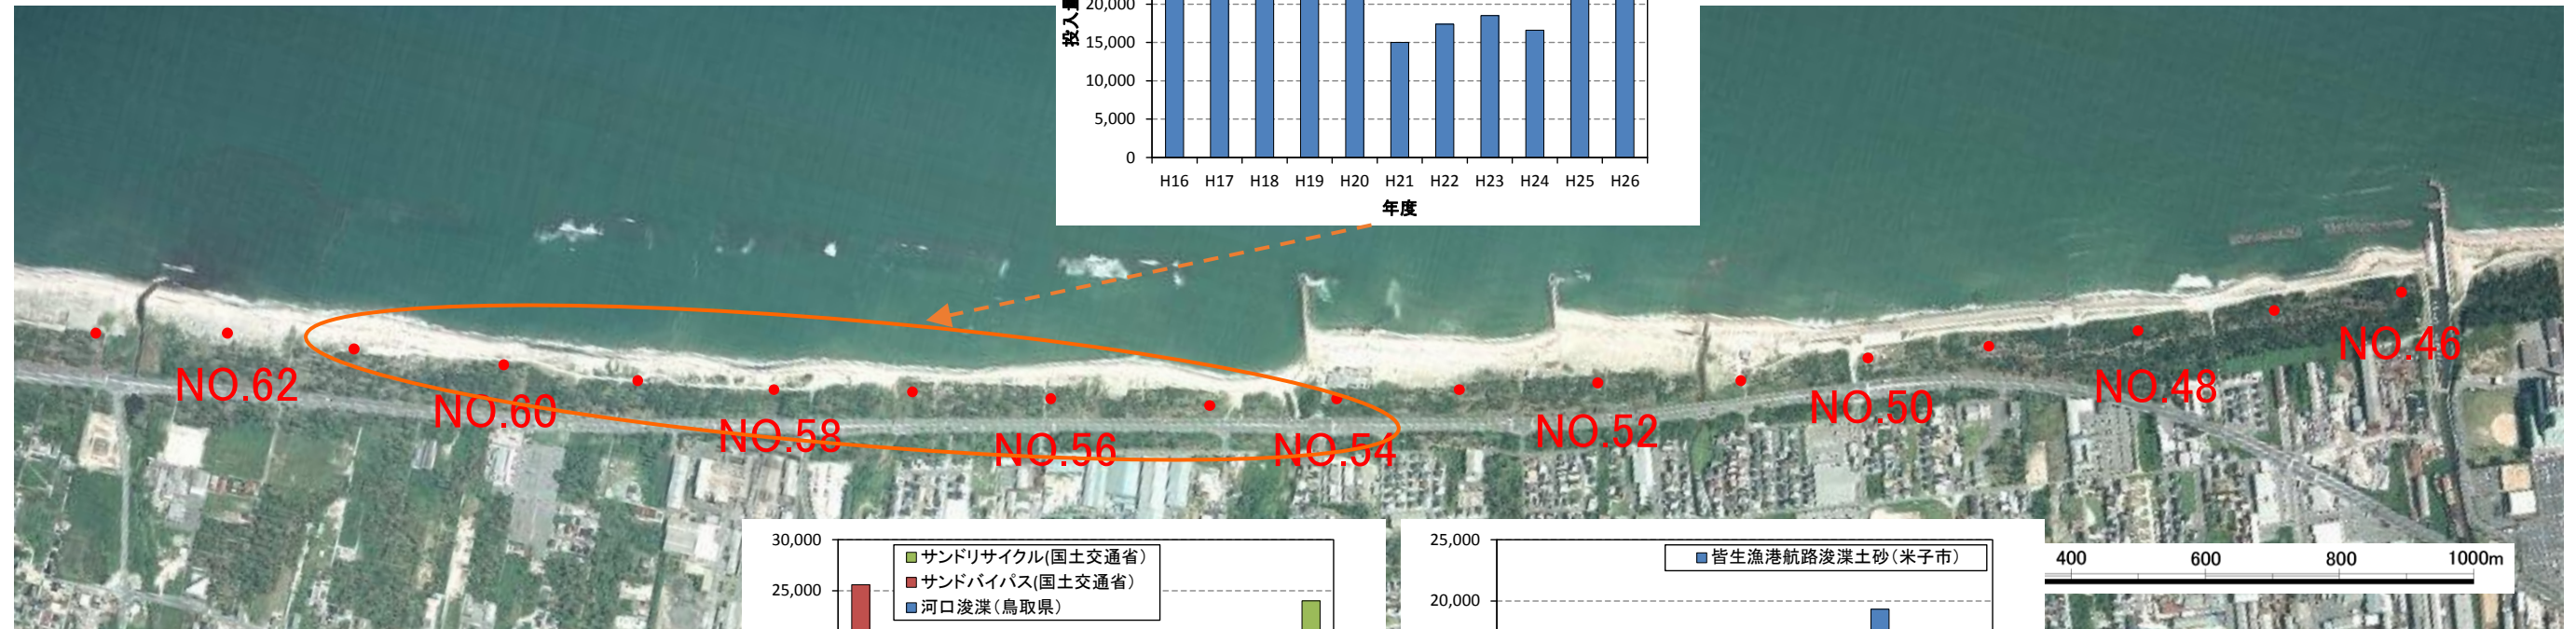 投入量
20,000
15,000
10,000
5,000
0
H16 H17 H18 H19 H20 H21 H22 H23 H24 H25 H26
年度
NO.62
NO.60
NO.58
NO.56
NO.54
NO.52
NO.50
NO.48
NO.46
30,000
25,000
サンドリサイクル(国土交通省)
サンドバイパス(国土交通省)
河口浚渫(鳥取県)
25,000
20,000
皆生漁港航路浚渫土砂(米子市)
400 600 800 1000m